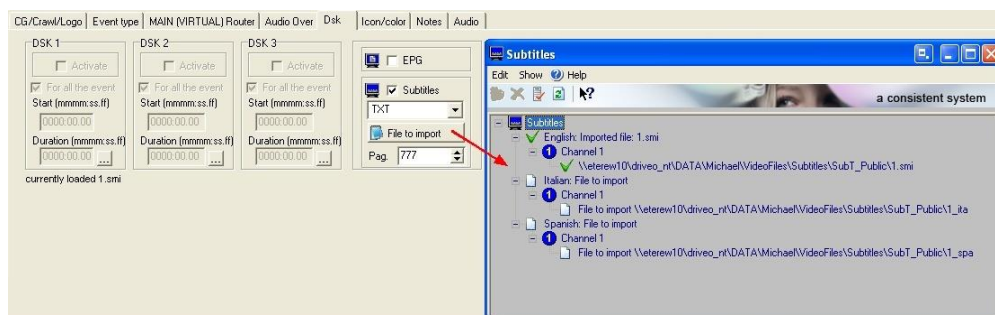 CG/Crawl/Logo Event type MAIN (VIRTUAL) Router Audio Over Dsk Icon/color Notes Audio
DSK 1
Activate
For all the event
Start (mmmm:ss.ff)
0000:00.00
Duration (mmmm:ss.ff)
0000:00.00 ...
DSK 2
Activate
For all the event
Start (mmmm:ss.ff)
0000:00.00
Duration (mmmm:ss.ff)
0000:00.00 ...
DSK 3
Activate
For all the event
Start (mmmm:ss.ff)
0000:00.00
Duration (mmmm:ss.ff)
0000:00.00 ...
EPG
Subtitles
TXT
File to import
Pag. 777
currently loaded 1.smi
Subtitles
Edit Show Help
a consistent system
Subtitles
English: Imported file: 1.smi
1 Channel 1
\\eterew10\driveo_nt\DATA\Michael\VideoFiles\Subtitles\SubT_Public\1.smi
Italian: File to import
1 Channel 1
File to import \\eterew10\driveo_nt\DATA\Michael\VideoFiles\Subtitles\SubT_Public\1_ita
Spanish: File to import
1 Channel 1
File to import \\eterew10\driveo_nt\DATA\Michael\VideoFiles\Subtitles\SubT_Public\1_spa